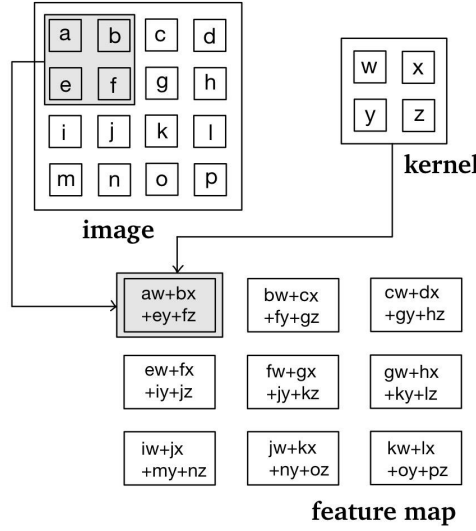 a b c d
e f g h
i j k l
m n o p
image
w x
y z
kernel
aw+bx
+ey+fz
bw+cx
+fy+gz
cw+dx
+gy+hz
ew+fx
+iy+jz
fw+gx
+jy+kz
gw+hx
+ky+lz
iw+jx
+my+nz
jw+kx
+ny+oz
kw+lx
+oy+pz
feature map